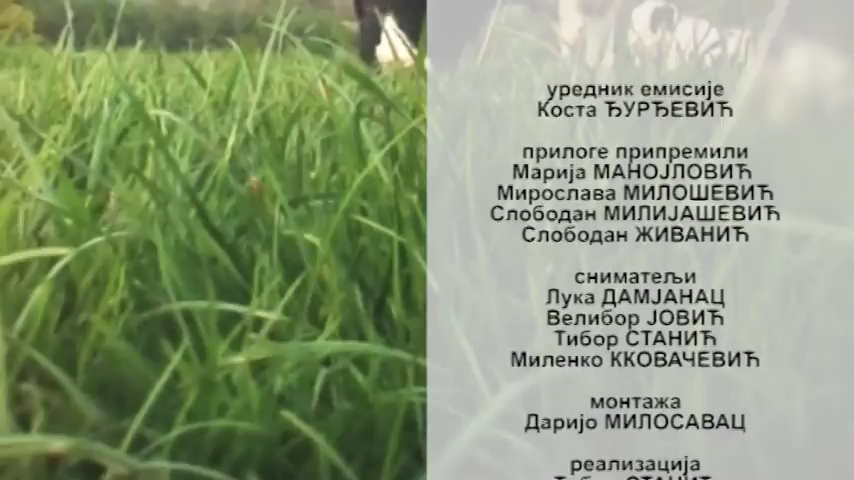 уредник емисије
Коста ЂУРЂЕВИЋ
прилоге припремили
Марија МАНОЈЛОВИЋ
Мирослава МИЛОШЕВИЋ
Слободан МИЛИЈАШЕВИЋ
Слободан ЖИВАНИЋ
сниматељи
Лука ДАМЈАНАЦ
Велибор ЈОВИЋ
Тибор СТАНИЋ
Миленко ККОВАЧЕВИЋ
монтажа
Даријо МИЛОСАВАЦ
реализација